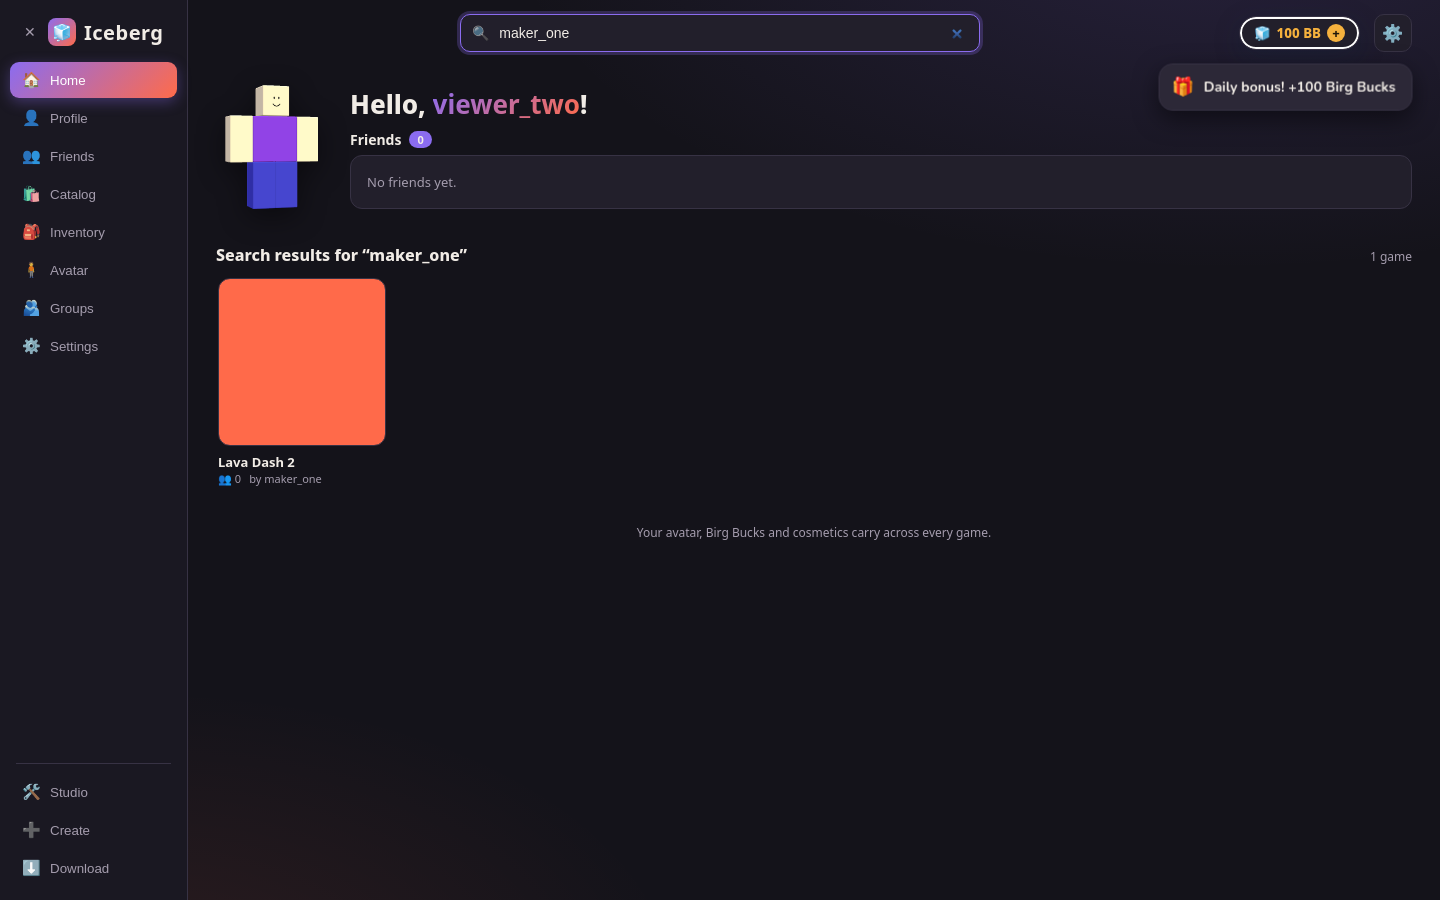 ✕ Iceberg
Home
Profile
Friends
Catalog
Inventory
Avatar
Groups
Settings
Studio
Create
Download
maker_one
100 BB +
Daily bonus! +100 Birg Bucks
Hello, viewer_two!
Friends 0
No friends yet.
Search results for “maker_one”
1 game
Lava Dash 2
0 by maker_one
Your avatar, Birg Bucks and cosmetics carry across every game.